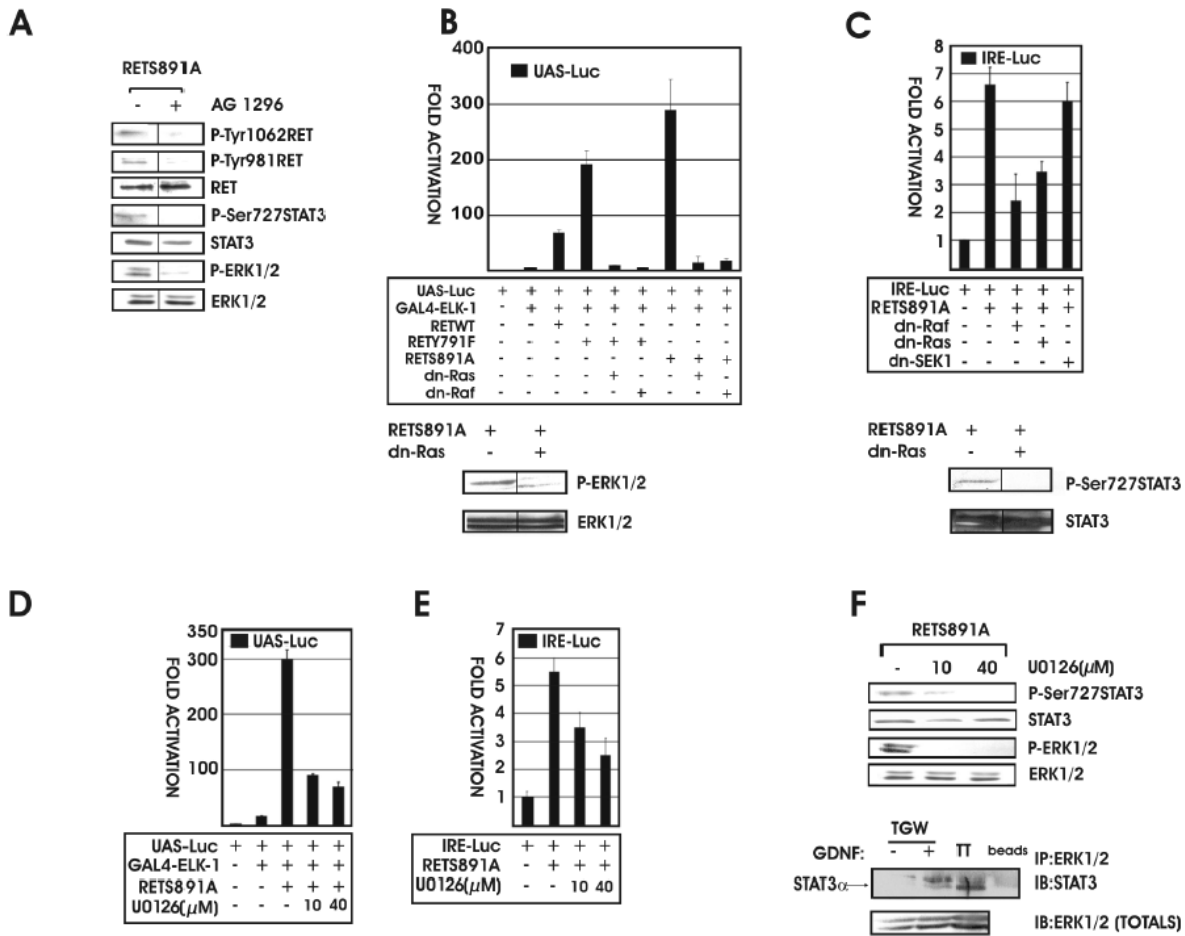 A
RETS891A
- + AG 1296
P-Tyr1062RET
P-Tyr981RET
RET
P-Ser727STAT3
STAT3
P-ERK1/2
ERK1/2
B
400
300
200
100
FOLD ACTIVATION
UAS-Luc
UAS-Luc + + + + + + + + +
GAL4-ELK-1 - + + + + + + + +
RETWT - - + - - - - - -
RETY791F - - - + + + - - -
RETS891A - - - - - - + + +
dn-Ras - - - - + - - + -
dn-Raf - - - - - + - - +
RETS891A + +
dn-Ras - +
P-ERK1/2
ERK1/2
C
8
7
6
5
4
3
2
1
FOLD ACTIVATION
IRE-Luc
IRE-Luc + + + + +
RETS891A - + + + +
dn-Raf - - + - -
dn-Ras - - - + -
dn-SEK1 - - - - +
RETS891A + +
dn-Ras - +
P-Ser727STAT3
STAT3
D
350
300
200
100
FOLD ACTIVATION
UAS-Luc
UAS-Luc + + + + +
GAL4-ELK-1 - + + + +
RETS891A - - + + +
U0126(μM) - - - 10 40
E
7
6
5
4
3
2
1
FOLD ACTIVATION
IRE-Luc
IRE-Luc + + + +
RETS891A - + + +
U0126(μM) - - 10 40
F
RETS891A
- 10 40 U0126(μM)
P-Ser727STAT3
STAT3
P-ERK1/2
ERK1/2
TGW
GDNF: - + TT beads IP:ERK1/2
STAT3α→ IB:STAT3
IB:ERK1/2 (TOTALS)